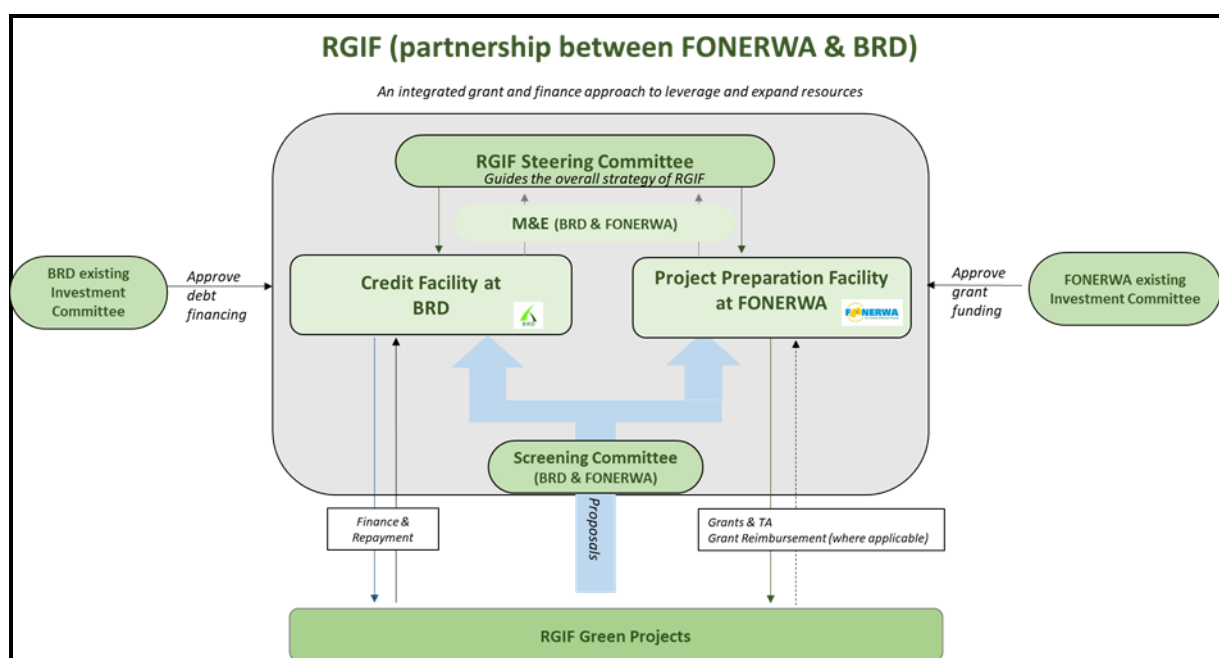 RGIF (partnership between FONERWA & BRD)
An integrated grant and finance approach to leverage and expand resources
RGIF Steering Committee
Guides the overall strategy of RGIF
M&E (BRD & FONERWA)
BRD existing
Investment
Committee
Approve
debt
financing
Credit Facility at
BRD
BRD
Project Preparation Facility
at FONERWA
FONERWA
Approve
grant
funding
FONERWA existing
Investment Committee
Screening Committee
(BRD & FONERWA)
Proposals
Finance &
Repayment
Grants & TA
Grant Reimbursement (where applicable)
RGIF Green Projects